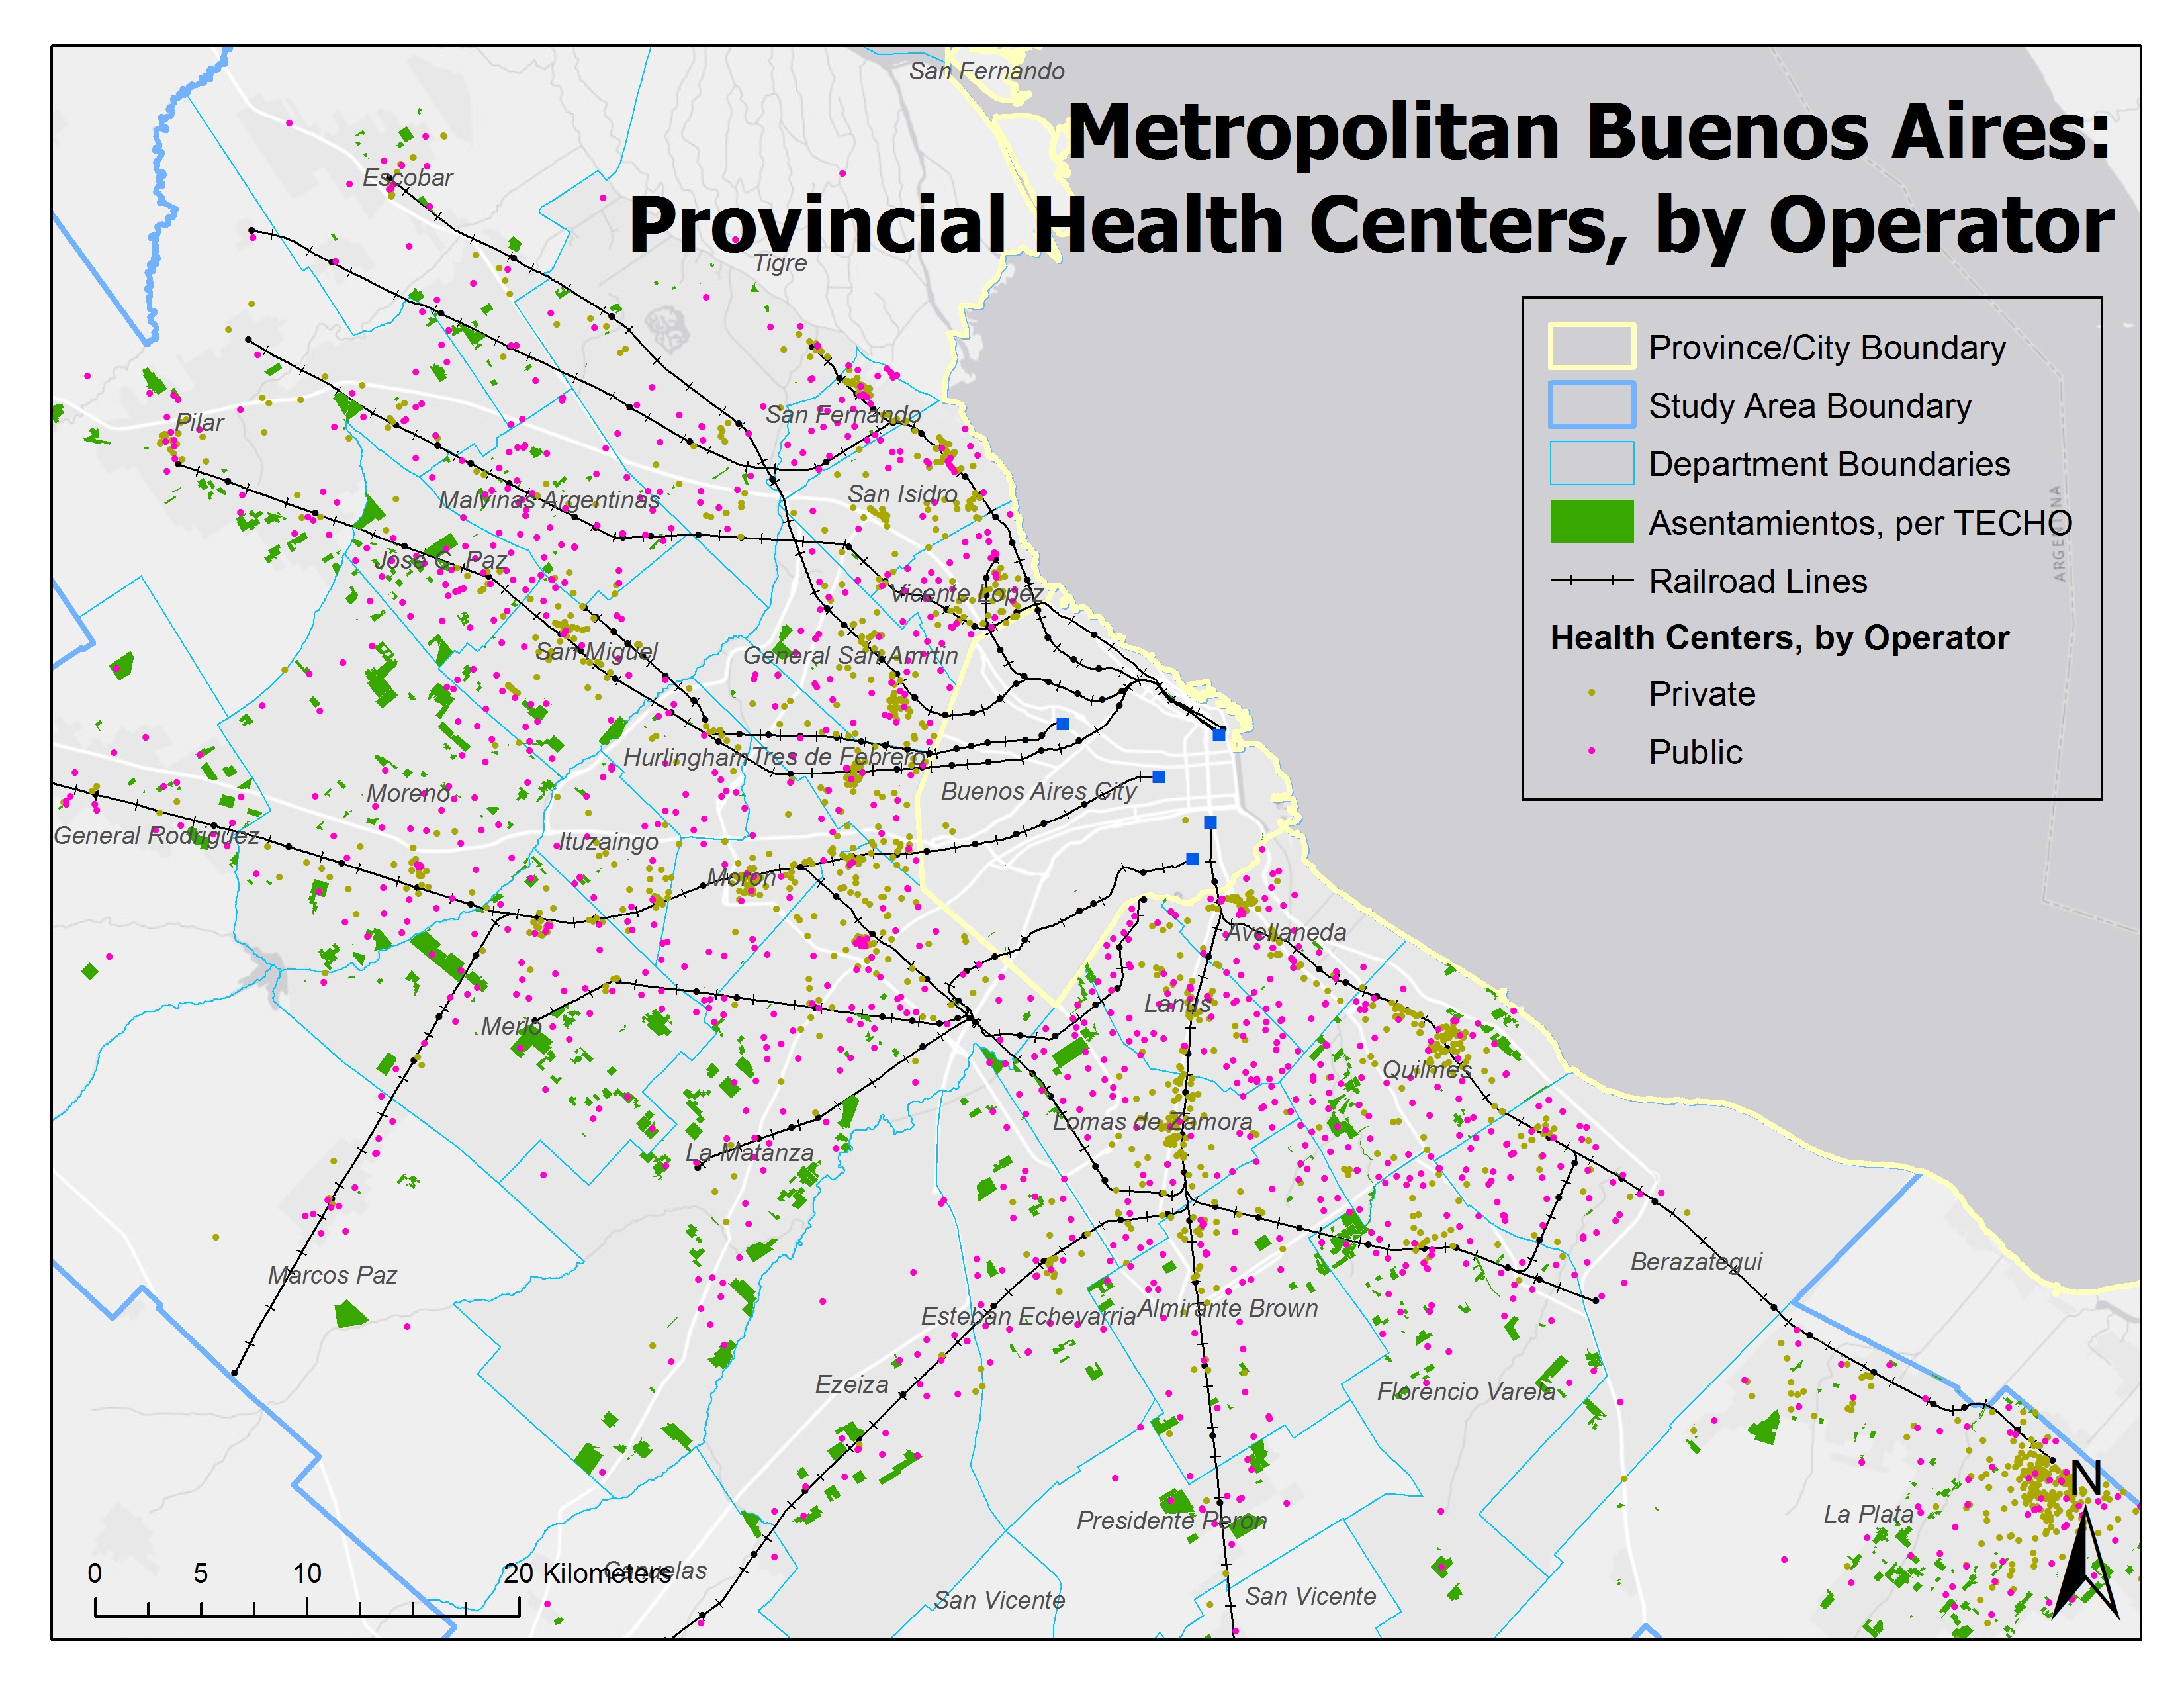 San Fernando
Metropolitan Buenos Aires:
Provincial Health Centers, by Operator
Escobar
Tigre
Province/City Boundary
Study Area Boundary
Department Boundaries
Asentamientos, per TECHO
Railroad Lines
Health Centers, by Operator
Private
Public
ARGENTINA
Pilar
San Fernando
Malvinas Argentinas
San Isidro
Jose C. Paz
Vicente Lopez
San Miguel
General San Amrtin
Hurlingham
Tres de Febrero
Buenos Aires City
Moreno
General Rodriguez
Ituzaingo
Moron
Avellaneda
Lanus
Merlo
Quilmes
Lomas de Zamora
La Matanza
Marcos Paz
Berazategui
Esteban Echevarria
Almirante Brown
Ezeiza
Florencio Varela
N
La Plata
Presidente Peron
Canuelas
San Vicente
San Vicente
0 5 10 20 Kilometers